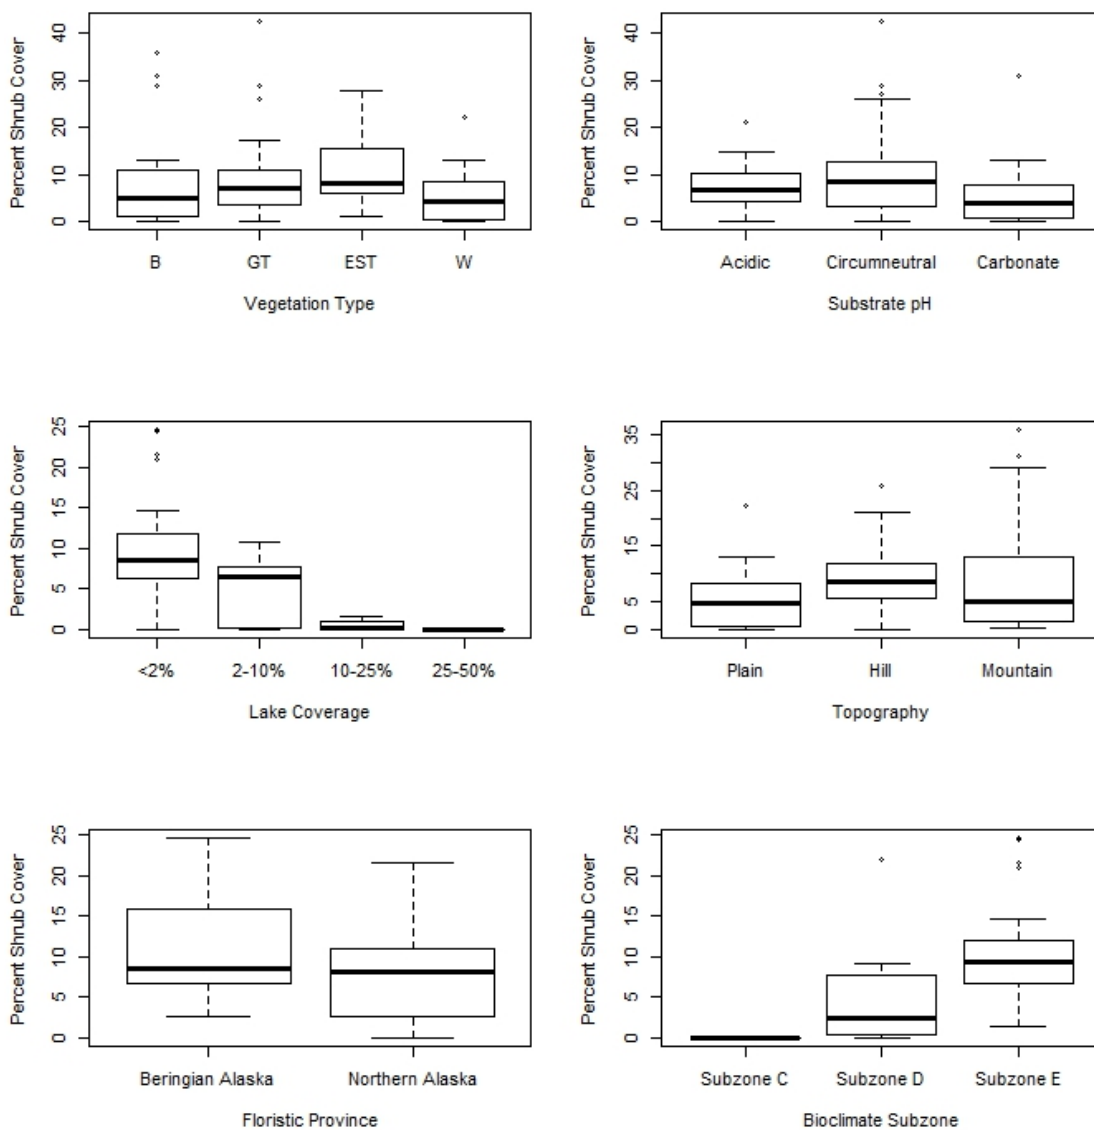 Percent Shrub Cover
40
30
20
10
0
B GT EST W
Vegetation Type
Percent Shrub Cover
40
30
20
10
0
Acidic Circumneutral Carbonate
Substrate pH
Percent Shrub Cover
25
20
15
10
5
0
<2% 2-10% 10-25% 25-50%
Lake Coverage
Percent Shrub Cover
35
25
15
5
0
Plain Hill Mountain
Topography
Percent Shrub Cover
25
20
15
10
5
0
Beringian Alaska Northern Alaska
Floristic Province
Percent Shrub Cover
25
20
15
10
5
0
Subzone C Subzone D Subzone E
Bioclimate Subzone